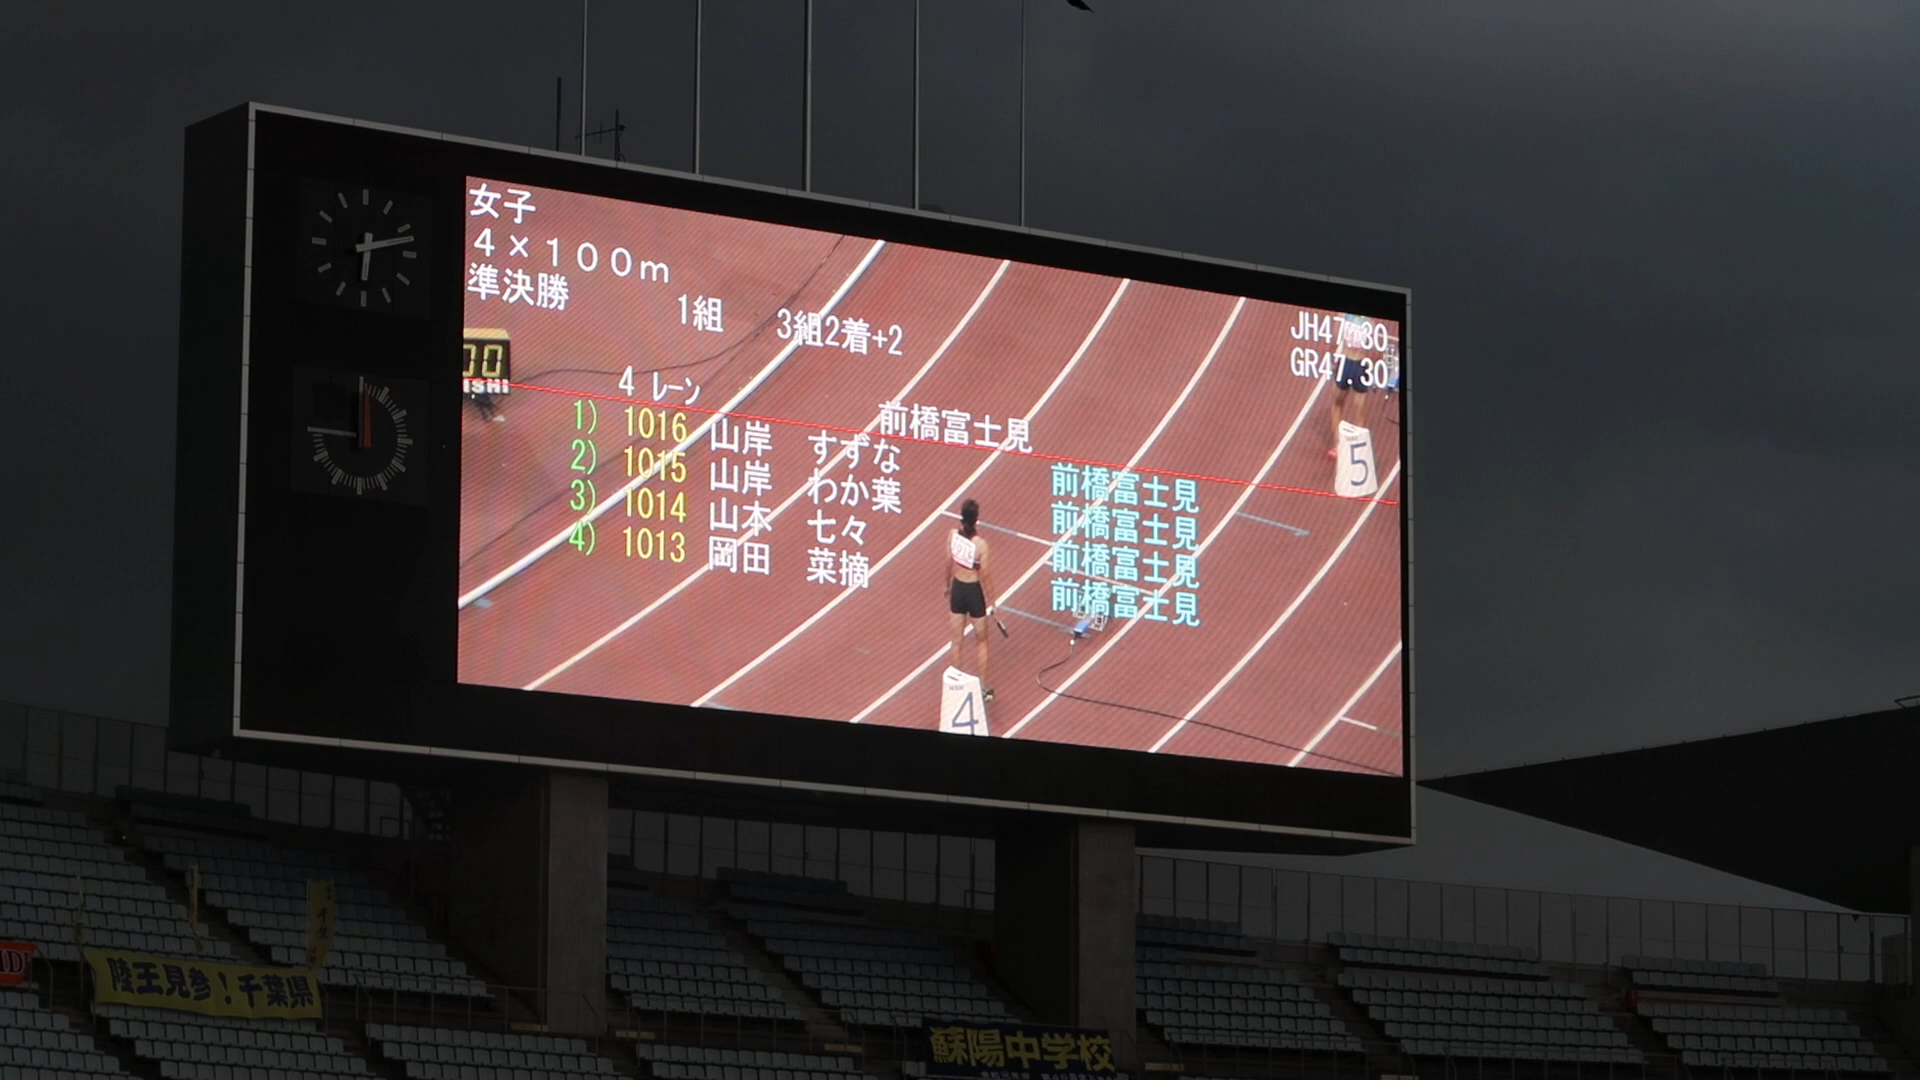 女子
4×100m
準決勝
1組 3組2着+2
JH47.30
GR47.30
4 レーン 前橋富士見
1) 1016 山岸 すずな 前橋富士見
2) 1015 山岸 わか葉 前橋富士見
3) 1014 山本 七々 前橋富士見
4) 1013 岡田 菜摘 前橋富士見
00
5
4
陸王見参!千葉県
蘇陽中学校